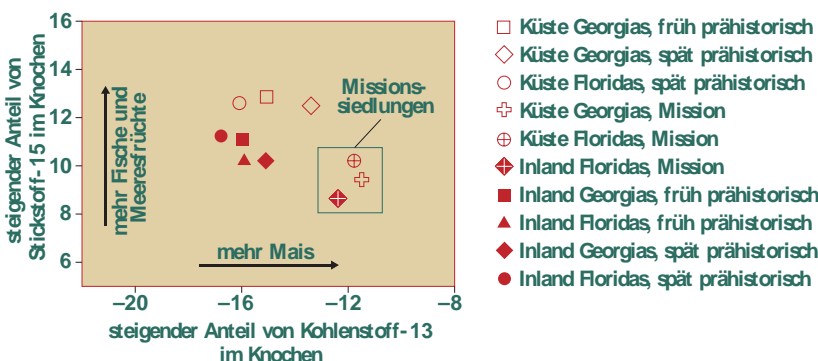 steigender Anteil von
Stickstoff-15 im Knochen
mehr Fische und
Meeresfrüchte
16
14
12
10
8
6
Missions-
siedlungen
mehr Mais
–20
–16
–12
–8
steigender Anteil von Kohlenstoff-13
im Knochen
Küste Georgias, früh prähistorisch
Küste Georgias, spät prähistorisch
Küste Floridas, spät prähistorisch
Küste Georgias, Mission
Küste Floridas, Mission
Inland Floridas, Mission
Inland Georgias, früh prähistorisch
Inland Floridas, früh prähistorisch
Inland Georgias, spät prähistorisch
Inland Floridas, spät prähistorisch